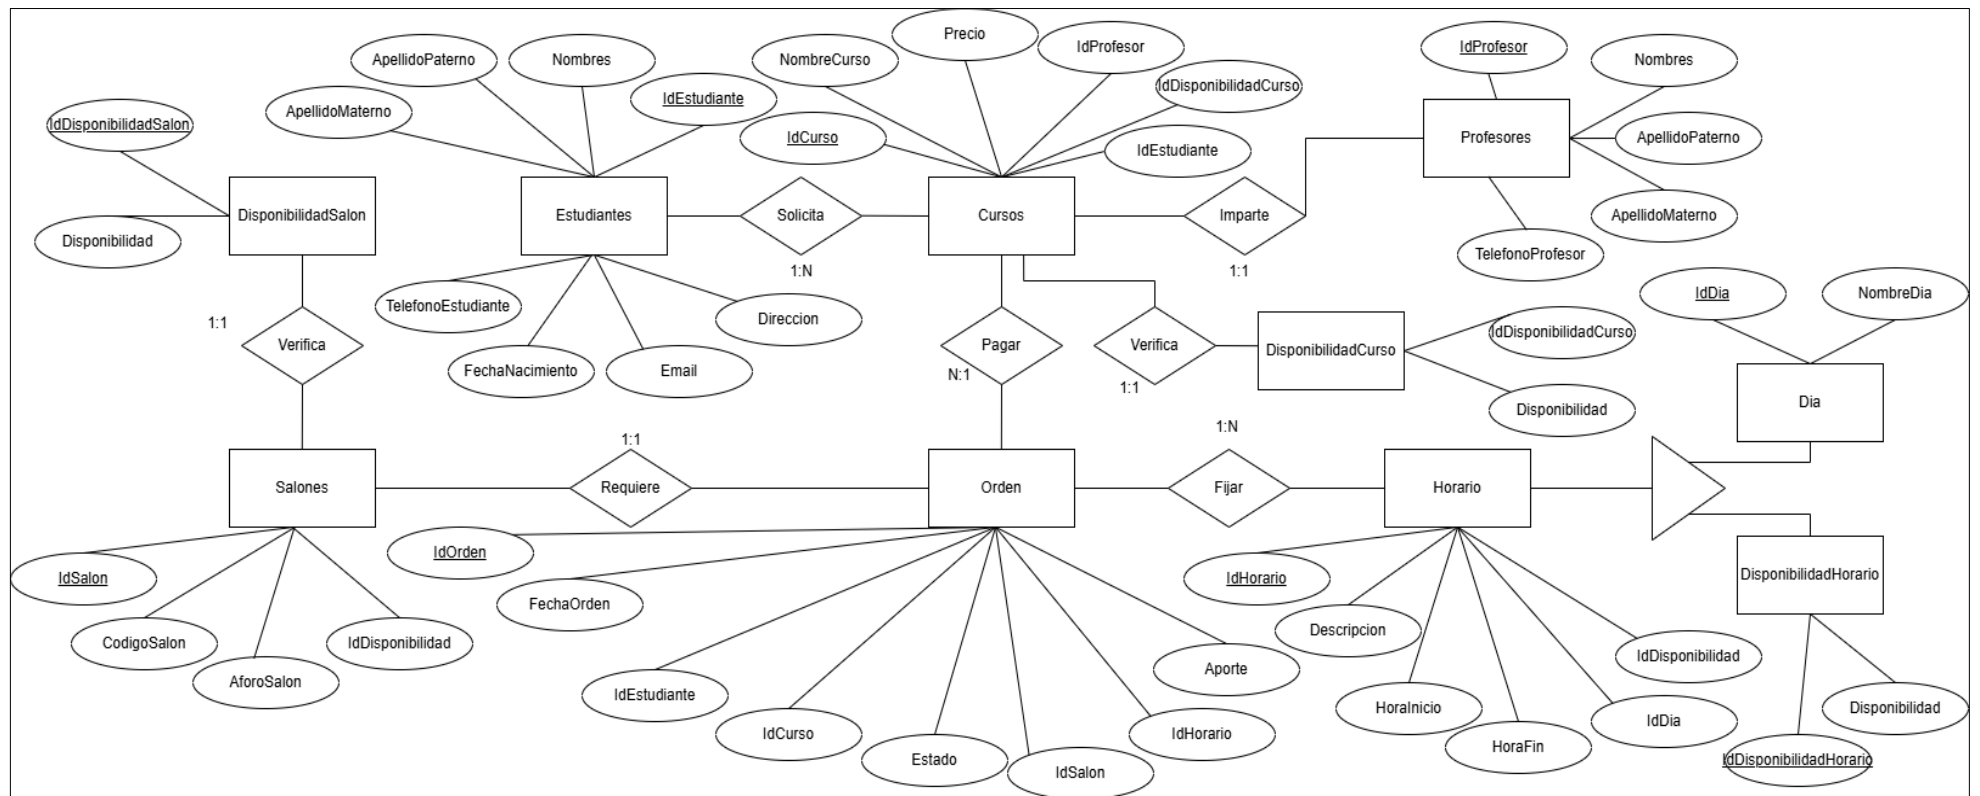 Precio
IdProfesor
IdProfesor
ApellidoPaterno
Nombres
NombreCurso
Nombres
IdDisponibilidadCurso
IdEstudiante
ApellidoMaterno
IdDisponibilidadSalon
IdCurso
IdEstudiante
Profesores
ApellidoPaterno
DisponibilidadSalon
Estudiantes
Solicita
Cursos
Imparte
ApellidoMaterno
Disponibilidad
TelefonoProfesor
1:N
1:1
TelefonoEstudiante
Direccion
IdDia
NombreDia
1:1
Verifica
Pagar
Verifica
DisponibilidadCurso
IdDisponibilidadCurso
FechaNacimiento
Email
N:1
1:1
Disponibilidad
Dia
1:1
1:N
Salones
Requiere
Orden
Fijar
Horario
IdOrden
IdSalon
IdHorario
DisponibilidadHorario
FechaOrden
CodigoSalon
IdDisponibilidad
Descripcion
IdDisponibilidad
AforoSalon
Aporte
IdEstudiante
HoraInicio
Disponibilidad
IdDia
IdCurso
IdHorario
HoraFin
Estado
IdSalon
IdDisponibilidadHorario